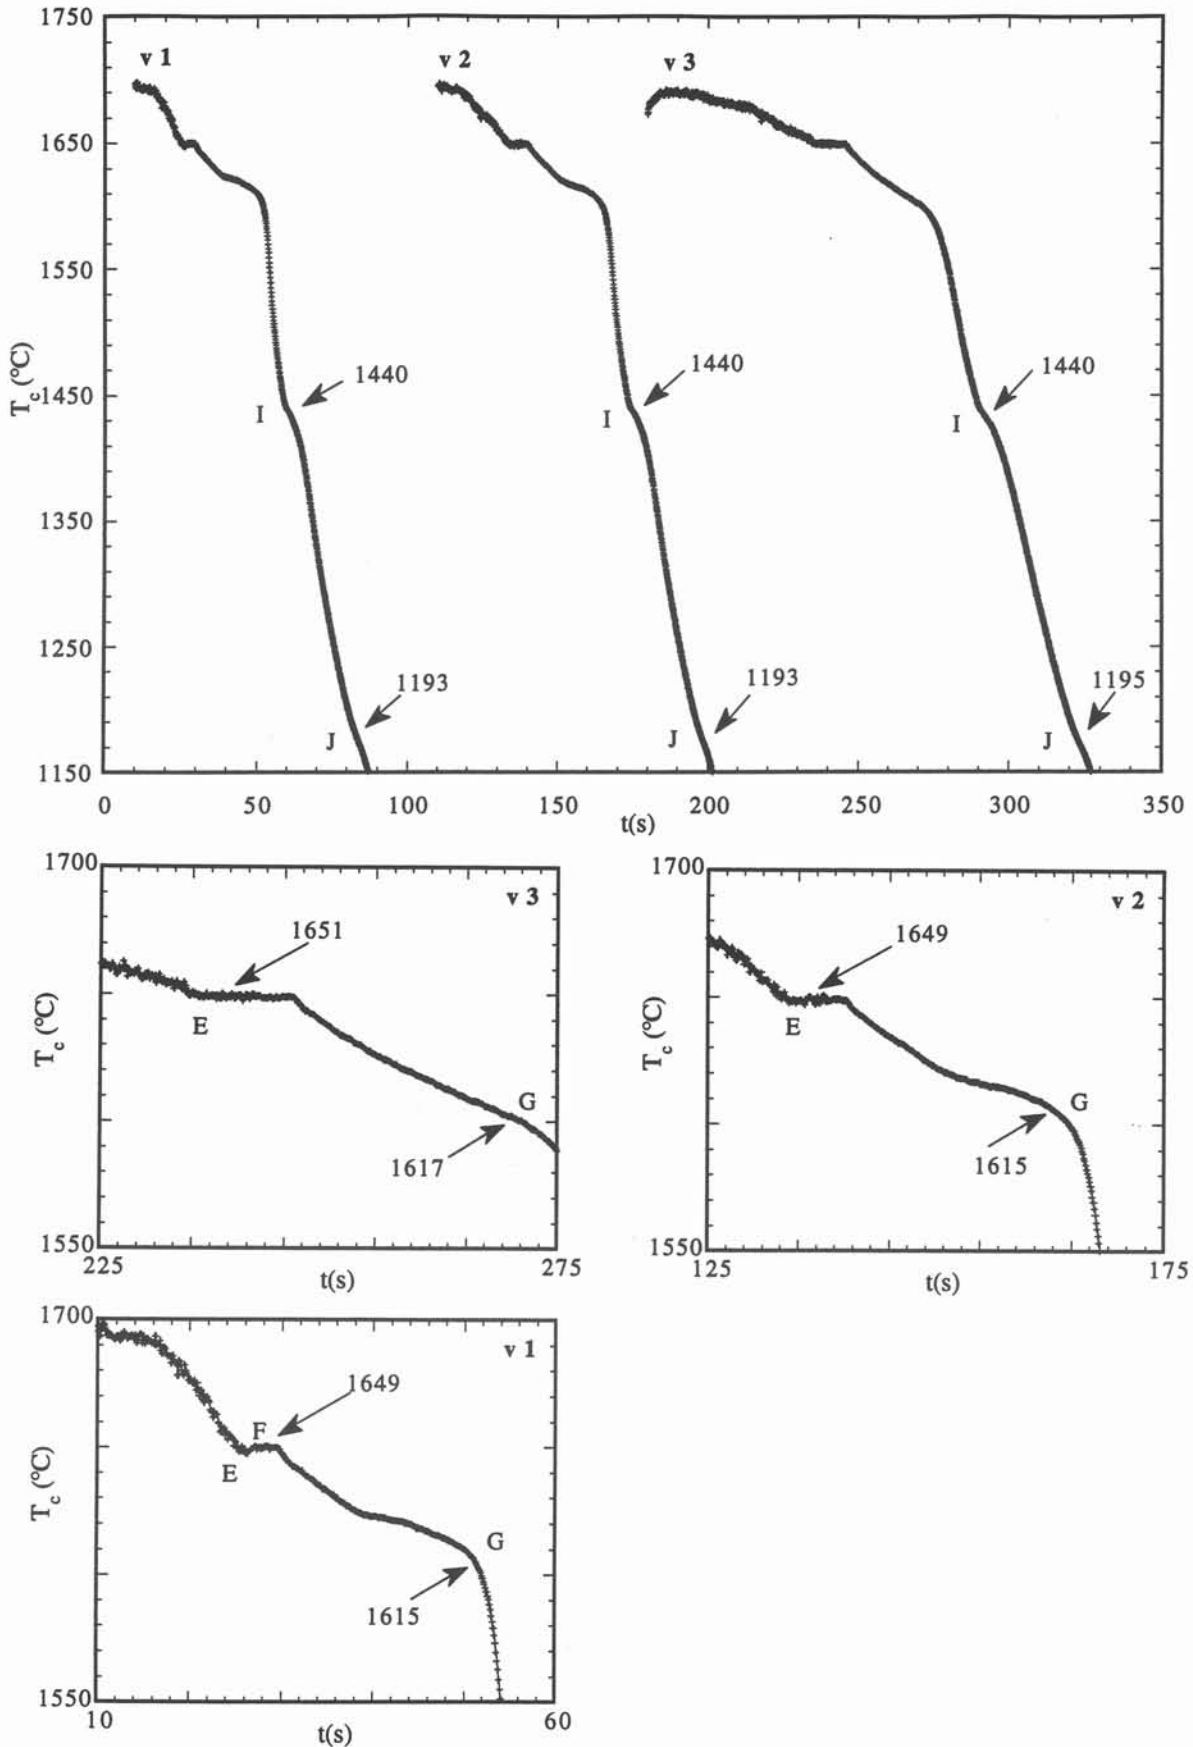 1750
v 1
v 2
v 3
1650
1550
T_c (°C)
1450
1440
1440
1440
I
I
I
1350
1250
1193
1193
1195
J
J
J
1150
0
50
100
150
200
250
300
350
t(s)
1700
v 3
1651
E
T_c (°C)
G
1617
1550
225
t(s)
275
1700
v 2
1649
E
T_c (°C)
G
1615
1550
125
t(s)
175
1700
v 1
1649
F
E
T_c (°C)
G
1615
1550
10
t(s)
60